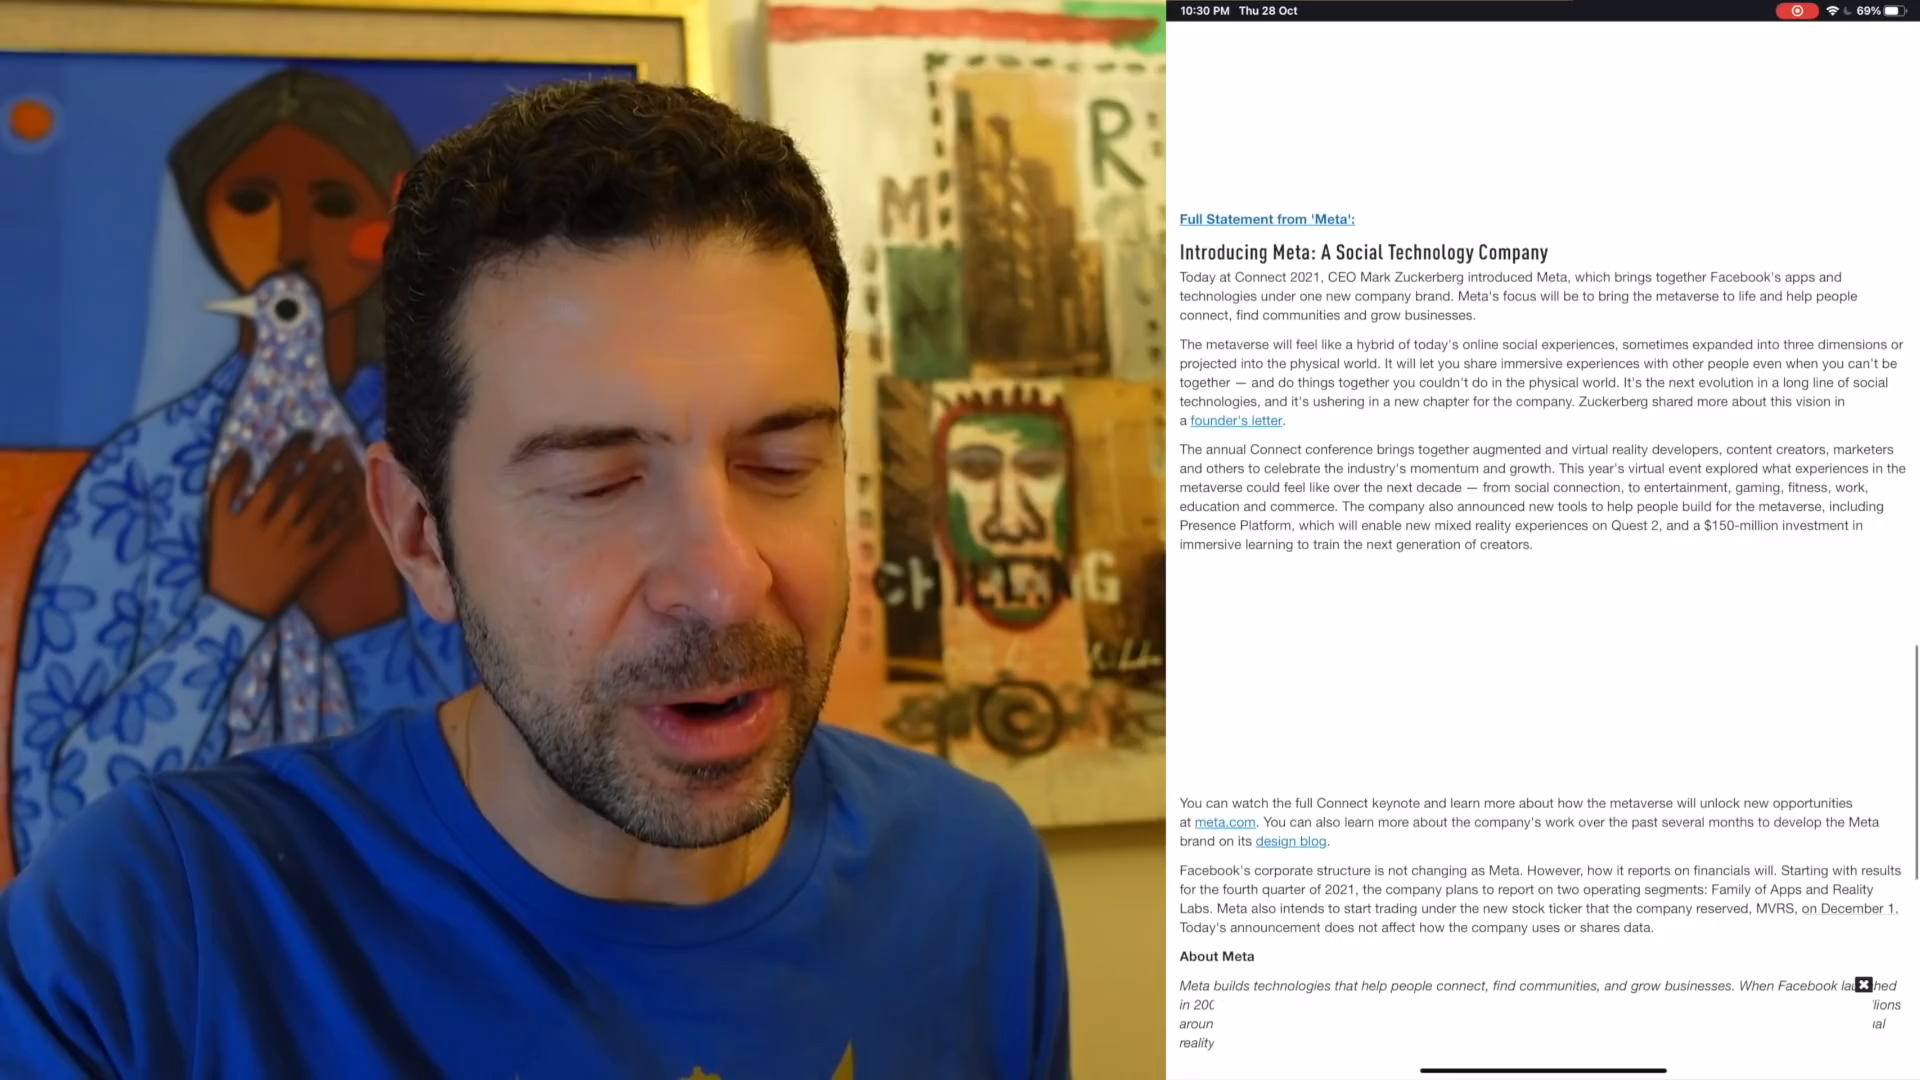 10:30 PM Thu 28 Oct
69%
M
R
CHILLING
Full Statement from 'Meta':
Introducing Meta: A Social Technology Company
Today at Connect 2021, CEO Mark Zuckerberg introduced Meta, which brings together Facebook's apps and
technologies under one new company brand. Meta's focus will be to bring the metaverse to life and help people
connect, find communities and grow businesses.
The metaverse will feel like a hybrid of today's online social experiences, sometimes expanded into three dimensions or
projected into the physical world. It will let you share immersive experiences with other people even when you can't be
together — and do things together you couldn't do in the physical world. It's the next evolution in a long line of social
technologies, and it's ushering in a new chapter for the company. Zuckerberg shared more about this vision in
a founder's letter.
The annual Connect conference brings together augmented and virtual reality developers, content creators, marketers
and others to celebrate the industry's momentum and growth. This year's virtual event explored what experiences in the
metaverse could feel like over the next decade — from social connection, to entertainment, gaming, fitness, work,
education and commerce. The company also announced new tools to help people build for the metaverse, including
Presence Platform, which will enable new mixed reality experiences on Quest 2, and a $150-million investment in
immersive learning to train the next generation of creators.
You can watch the full Connect keynote and learn more about how the metaverse will unlock new opportunities
at meta.com. You can also learn more about the company's work over the past several months to develop the Meta
brand on its design blog.
Facebook's corporate structure is not changing as Meta. However, how it reports on financials will. Starting with results
for the fourth quarter of 2021, the company plans to report on two operating segments: Family of Apps and Reality
Labs. Meta also intends to start trading under the new stock ticker that the company reserved, MVRS, on December 1.
Today's announcement does not affect how the company uses or shares data.
About Meta
Meta builds technologies that help people connect, find communities, and grow businesses. When Facebook
in
reality